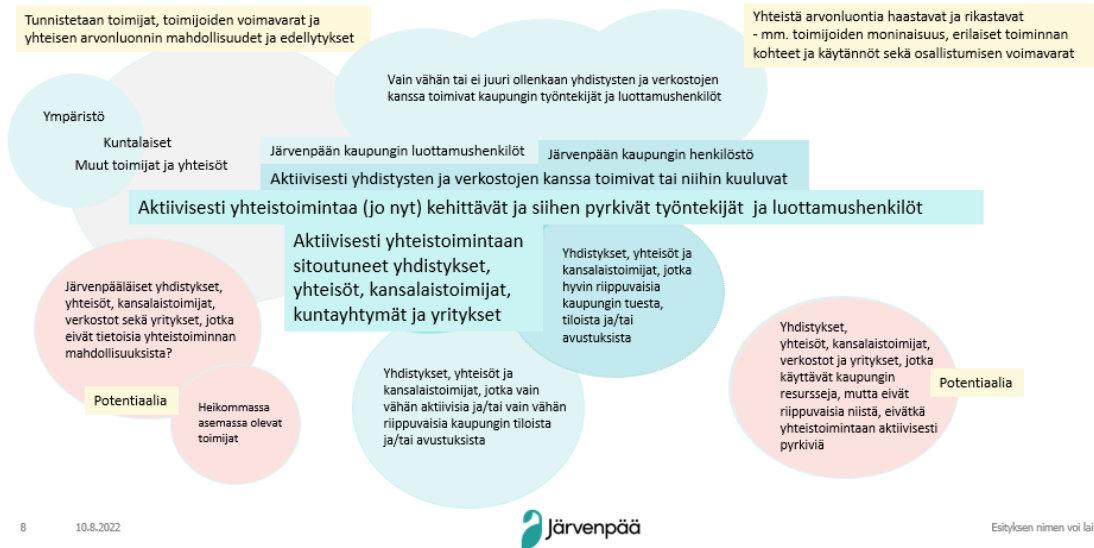 Tunnistetaan toimijat, toimijoiden voimavarat ja
yhteisen arvonluonnin mahdollisuudet ja edellytykset
Yhteistä arvonluontia haastavat ja rikastavat
- mm. toimijoiden moninaisuus, erilaiset toiminnan
kohteet ja käytännöt sekä osallistumisen voimavarat
Vain vähän tai ei juuri ollenkaan yhdistysten ja verkostojen
kanssa toimivat kaupungin työntekijät ja luottamushenkilöt
Ympäristö
Kuntalaiset
Muut toimijat ja yhteisöt
Järvenpään kaupungin luottamushenkilöt
Järvenpään kaupungin henkilöstö
Aktiivisesti yhdistysten ja verkostojen kanssa toimivat tai niihin kuuluvat
Aktiivisesti yhteistoimintaa (jo nyt) kehittävät ja siihen pyrkivät työntekijät ja luottamushenkilöt
Aktiivisesti yhteistoimintaan
sitoutuneet yhdistykset,
yhteisöt, kansalaistoimijat,
kuntayhtymät ja yritykset
Yhdistykset, yhteisöt ja
kansalaistoimijat, jotka
hyvin riippuvaisia
kaupungin tuesta,
tiloista ja/tai
avustuksista
Järvenpääläiset yhdistykset,
yhteisöt, kansalaistoimijat,
verkostot sekä yritykset, jotka
eivät tietoisia yhteistoiminnan
mahdollisuuksista?
Potentiaalia
Heikommassa
asemassa olevat
toimijat
Yhdistykset, yhteisöt ja
kansalaistoimijat, jotka vain
vähän aktiivisia ja/tai vain vähän
riippuvaisia kaupungin tiloista
ja/tai avustuksista
Yhdistykset,
yhteisöt, kansalaistoimijat,
verkostot ja yritykset, jotka
käyttävät kaupungin
resursseja, mutta eivät
riippuvaisia niistä, eivätkä
yhteistoimintaan aktiivisesti
pyrkiviä
Potentiaalia
8
10.8.2022
Järvenpää
Esityksen nimen voi lai